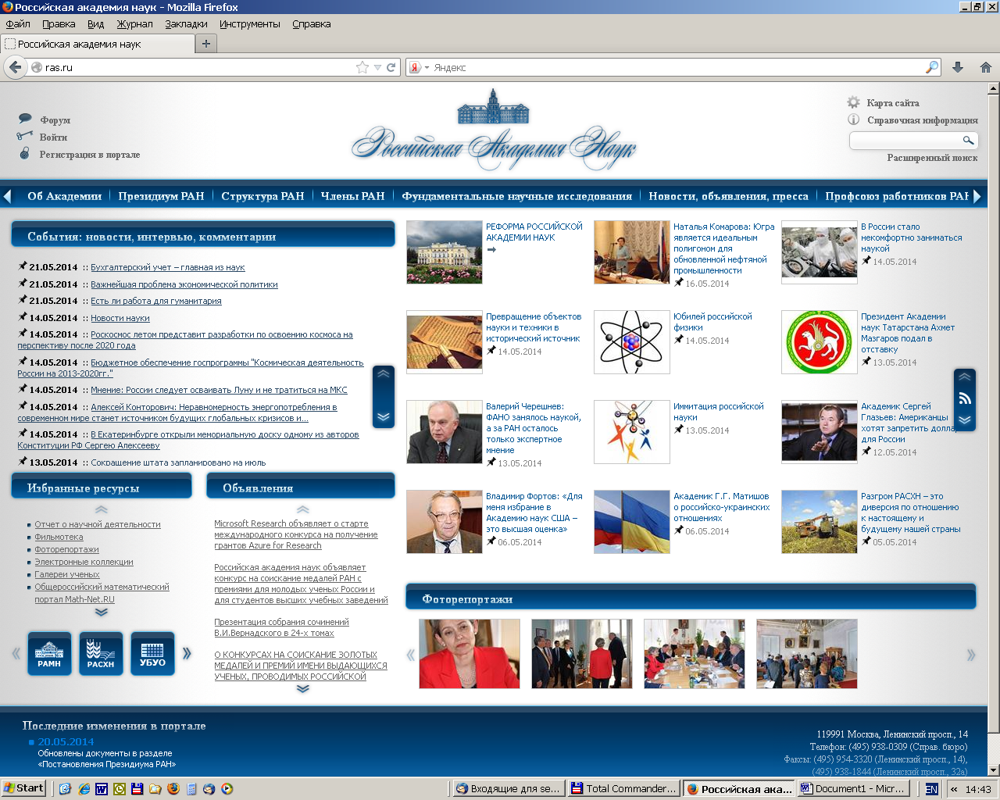 Российская академия наук - Mozilla Firefox
Файл Правка Вид Журнал Закладки Инструменты Справка
Российская академия наук
ras.ru
Яндекс
Форум
Войти
Регистрация в портале
Российская Академия Наук
Карта сайта
Справочная информация
Расширенный поиск
Об Академии Президиум РАН Структура РАН Члены РАН Фундаментальные научные исследования Новости, объявления, пресса Профсоюз работников РАН
События: новости, интервью, комментарии
21.05.2014 :: Бухгалтерский учет – главная из наук
21.05.2014 :: Важнейшая проблема экономической политики
21.05.2014 :: Есть ли работа для гуманитария
14.05.2014 :: Новости науки
14.05.2014 :: Роскосмос летом представит разработки по освоению космоса на
перспективу после 2020 года
14.05.2014 :: Бюджетное обеспечение госпрограммы "Космическая деятельность
России на 2013-2020гг."
14.05.2014 :: Мнение: России следует осваивать Луну и не тратиться на МКС
14.05.2014 :: Алексей Конторович: Неравномерность энергопотребления в
современном мире станет источником будущих глобальных кризисов и...
14.05.2014 :: В Екатеринбурге открыли мемориальную доску одному из авторов
Конституции РФ Сергею Алексееву
13.05.2014 :: Сокращение штата запланировано на июль
РЕФОРМА РОССИЙСКОЙ
АКАДЕМИИ НАУК
Наталья Комарова: Югра
является идеальным
полигоном для
обновленной нефтяной
промышленности
16.05.2014
В России стало
некомфортно заниматься
наукой
14.05.2014
Превращение объектов
науки и техники в
исторический источник
14.05.2014
Юбилей российской
физики
14.05.2014
Президент Академии
наук Татарстана Ахмет
Мазгаров подал в
отставку
13.05.2014
Валерий Черешнев:
ФАНО занялось наукой,
а за РАН осталось
только экспертное
мнение
13.05.2014
Иммитация российской
науки
13.05.2014
Академик Сергей
Глазьев: Американцы
хотят запретить долла
для России
12.05.2014
Владимир Фортов: «Для
меня избрание в
Академию наук США –
это высшая оценка»
06.05.2014
Академик Г.Г. Матишов
о российско-украинских
отношениях
06.05.2014
Разгром РАСХН – это
диверсия по отношению
к настоящему и
будущему нашей страны
05.05.2014
Избранные ресурсы
Отчет о научной деятельности
Фильмотека
Фоторепортажи
Электронные коллекции
Галереи ученых
Общероссийский математический
портал Math-Net.RU
РАМН РАСХН УБУО
Объявления
Microsoft Research объявляет о старте
международного конкурса на получение
грантов Azure for Research
Российская академия наук объявляет
конкурс на соискание медалей РАН с
премиями для молодых ученых России и
для студентов высших учебных заведений
Презентация собрания сочинений
В.И.Вернадского в 24-х томах
О КОНКУРСАХ НА СОИСКАНИЕ ЗОЛОТЫХ
МЕДАЛЕЙ И ПРЕМИЙ ИМЕНИ ВЫДАЮЩИХСЯ
УЧЕНЫХ, ПРОВОДИМЫХ РОССИЙСКОЙ
Фоторепортажи
Последние изменения в портале
20.05.2014
Обновлены документы в разделе
«Постановления Президиума РАН»
119991 Москва, Ленинский просп., 14
Телефон: (495) 938-0309 (Справ. бюро)
Факсы: (495) 954-3320 (Ленинский просп., 14),
(495) 938-1844 (Ленинский просп., 32а)
Start Входящие для se... Total Commander... Российская ака... Document1 - Micr... EN « 14:43